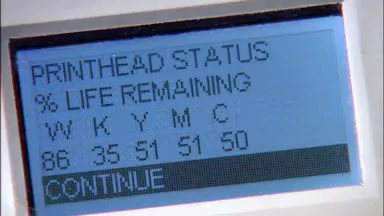 PRINTHEAD STATUS
% LIFE REMAINING
W K Y M C
86 35 51 51 50
CONTINUE